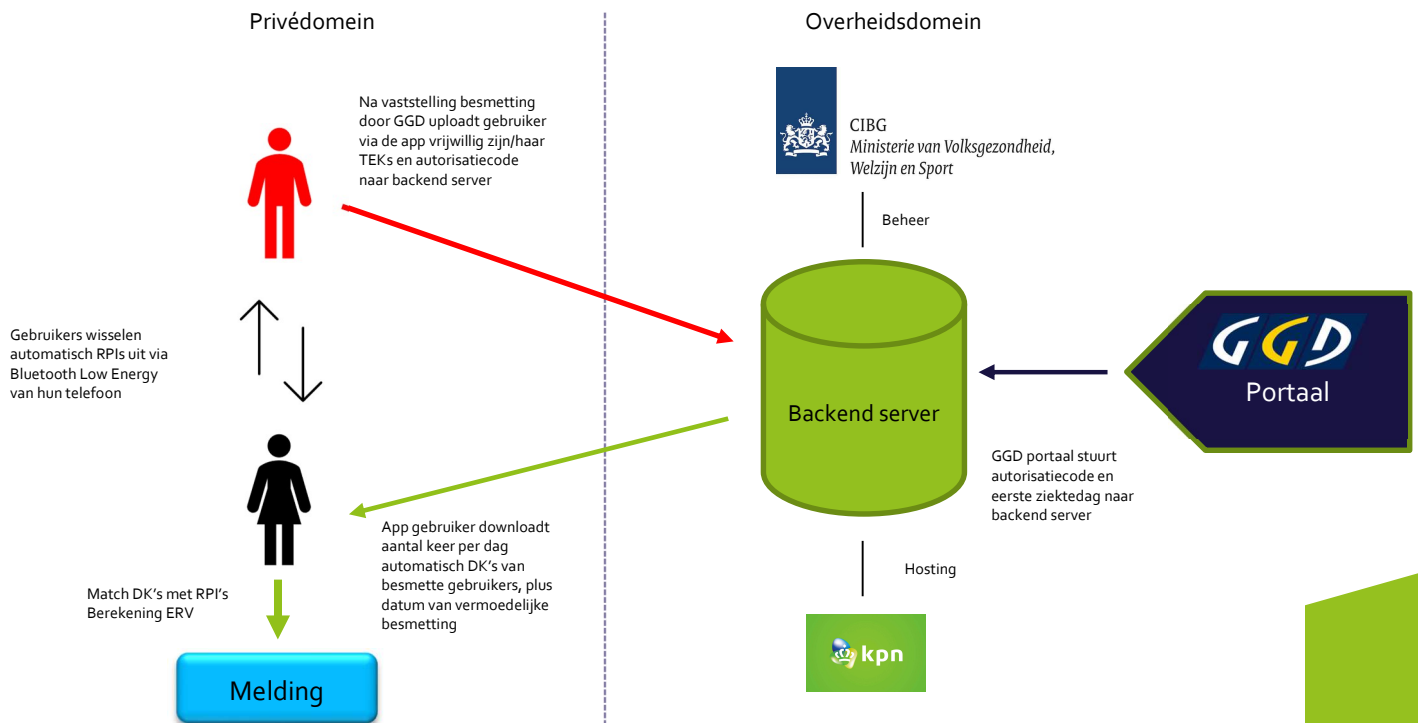 Privédomein
Overheidsdomein
Na vaststelling besmetting
door GGD uploadt gebruiker
via de app vrijwillig zijn/haar
TEKs en autorisatiecode
naar backend server
CIBG
Ministerie van Volksgezondheid,
Welzijn en Sport
Beheer
Gebruikers wisselen
automatisch RPIs uit via
Bluetooth Low Energy
van hun telefoon
Backend server
GGD
Portaal
GGD portaal stuurt
autorisatiecode en
eerste ziektedag naar
backend server
App gebruiker downloadt
aantal keer per dag
automatisch DK’s van
besmette gebruikers, plus
datum van vermoedelijke
besmetting
Match DK’s met RPI’s
Berekening ERV
Hosting
kpn
Melding